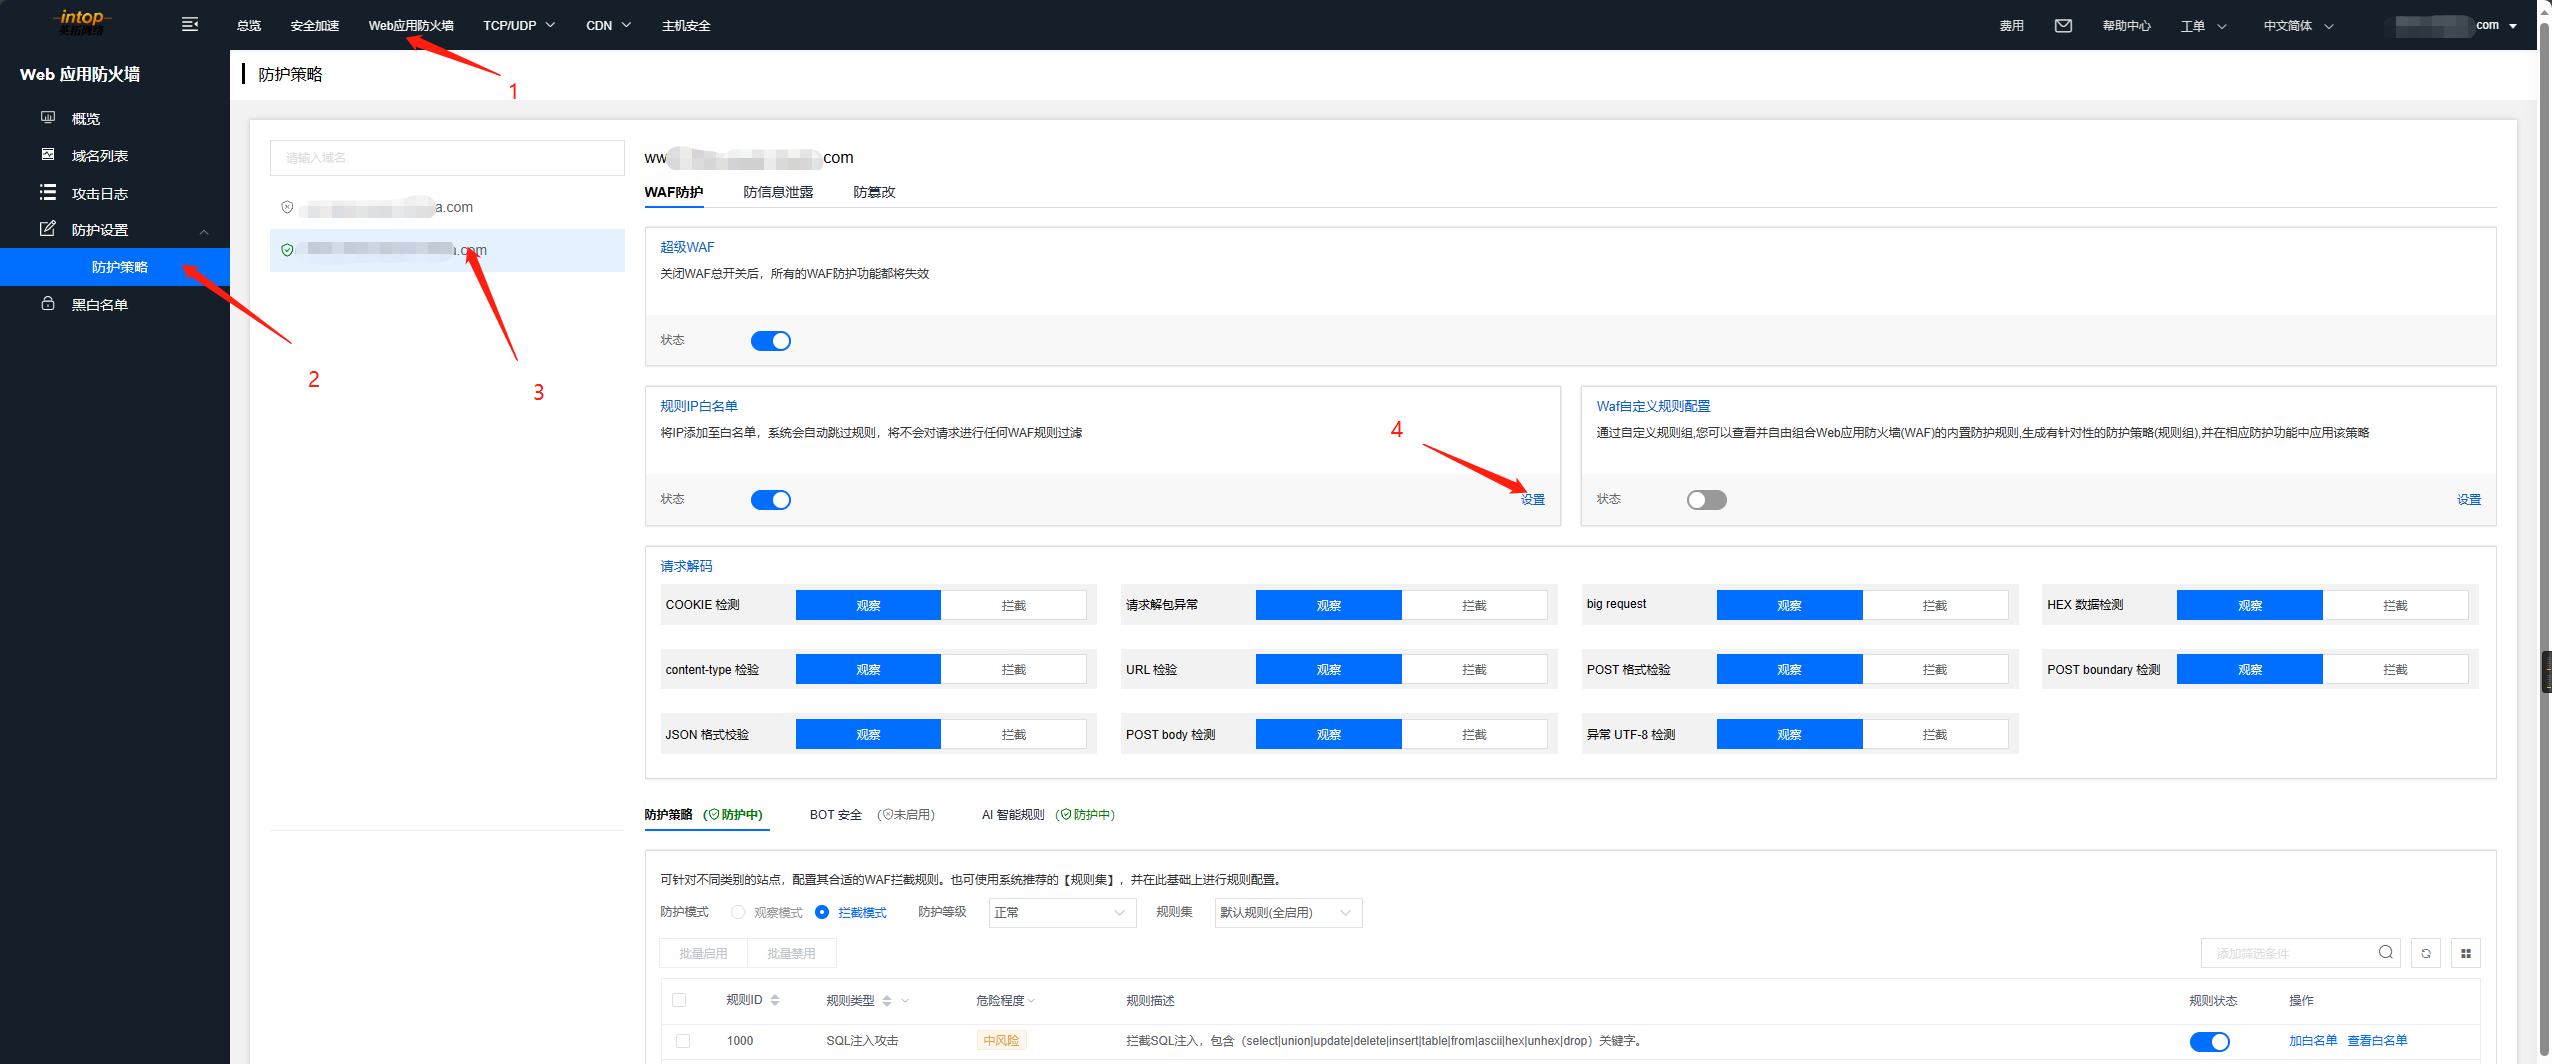 intop
英拓网络
总览
安全加速
Web应用防火墙
TCP/UDP
CDN
主机安全
费用
帮助中心
工单
中文简体
com
Web 应用防火墙
概览
域名列表
攻击日志
防护设置
防护策略
黑白名单
1
2
3
4
防护策略
请输入域名
a.com
a.com
ww
com
WAF防护
防信息泄露
防篡改
超级WAF
关闭WAF总开关后，所有的WAF防护功能都将失效
状态
规则IP白名单
将IP添加至白名单，系统会自动跳过规则，将不会对请求进行任何WAF规则过滤
状态
设置
Waf自定义规则配置
通过自定义规则组,您可以查看并自由组合Web应用防火墙(WAF)的内置防护规则,生成有针对性的防护策略(规则组),并在相应防护功能中应用该策略
状态
设置
请求解码
COOKIE 检测 观察 拦截
请求解包异常 观察 拦截
big request 观察 拦截
HEX 数据检测 观察 拦截
content-type 检验 观察 拦截
URL 检验 观察 拦截
POST 格式检验 观察 拦截
POST boundary 检测 观察 拦截
JSON 格式校验 观察 拦截
POST body 检测 观察 拦截
异常 UTF-8 检测 观察 拦截
防护策略 (防护中)
BOT 安全 (未启用)
AI 智能规则 (防护中)
可针对不同类别的站点，配置其合适的WAF拦截规则。也可使用系统推荐的【规则集】，并在此基础上进行规则配置。
防护模式 观察模式 拦截模式 防护等级 正常 规则集 默认规则(全启用)
批量启用 批量禁用
添加筛选条件
规则ID 规则类型 危险程度 规则描述 规则状态 操作
1000 SQL注入攻击 中风险 拦截SQL注入，包含（select|union|update|delete|insert|table|from|ascii|hex|unhex|drop）关键字。 加白名单 查看白名单